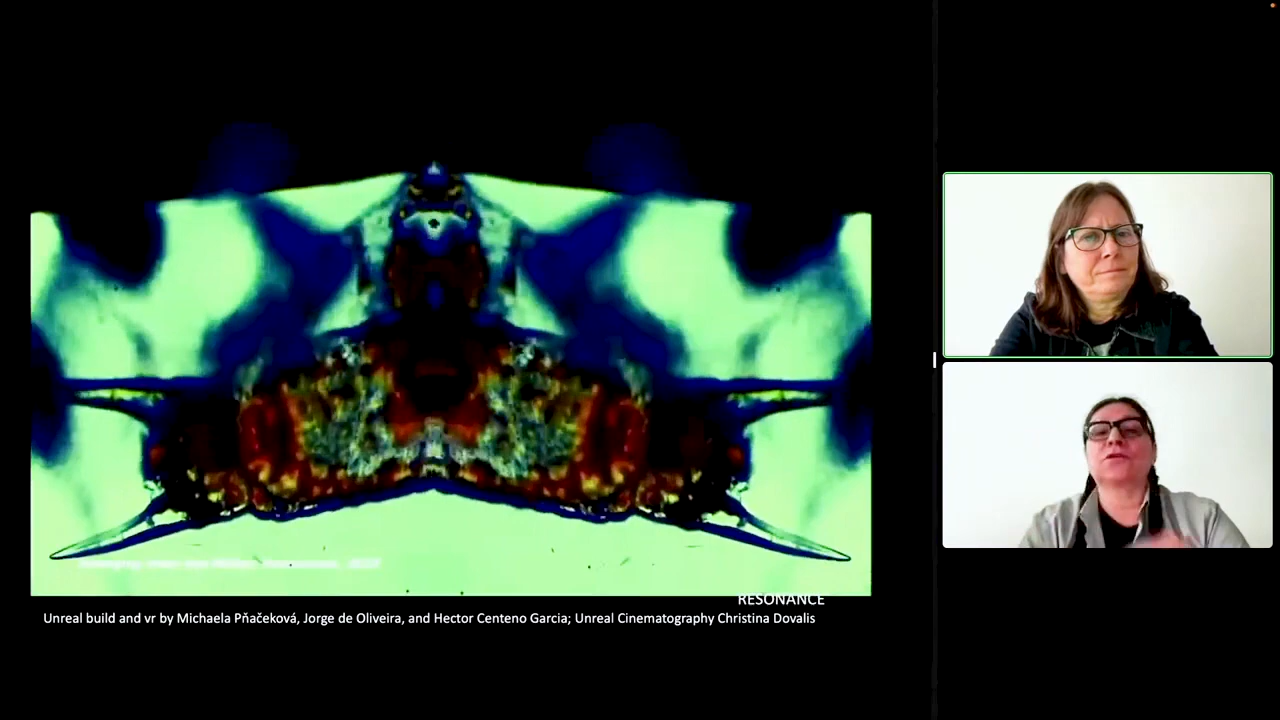 RESONANCE
Unreal build and vr by Michaela Pňačeková, Jorge de Oliveira, and Hector Centeno Garcia; Unreal Cinematography Christina Dovalis